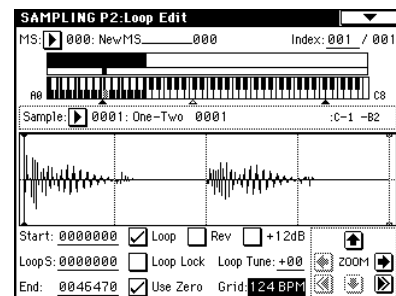 SAMPLING P2:Loop Edit
MS: 000: NewMS______000 Index: 001 / 001
A0 C8
Sample: 0001: One-Two 0001 :C-1 -B2
Start: 0000000 Loop Rev +12dB
LoopS: 0000000 Loop Lock Loop Tune: +00 ZOOM
End: 0046470 Use Zero Grid: 124 BPM